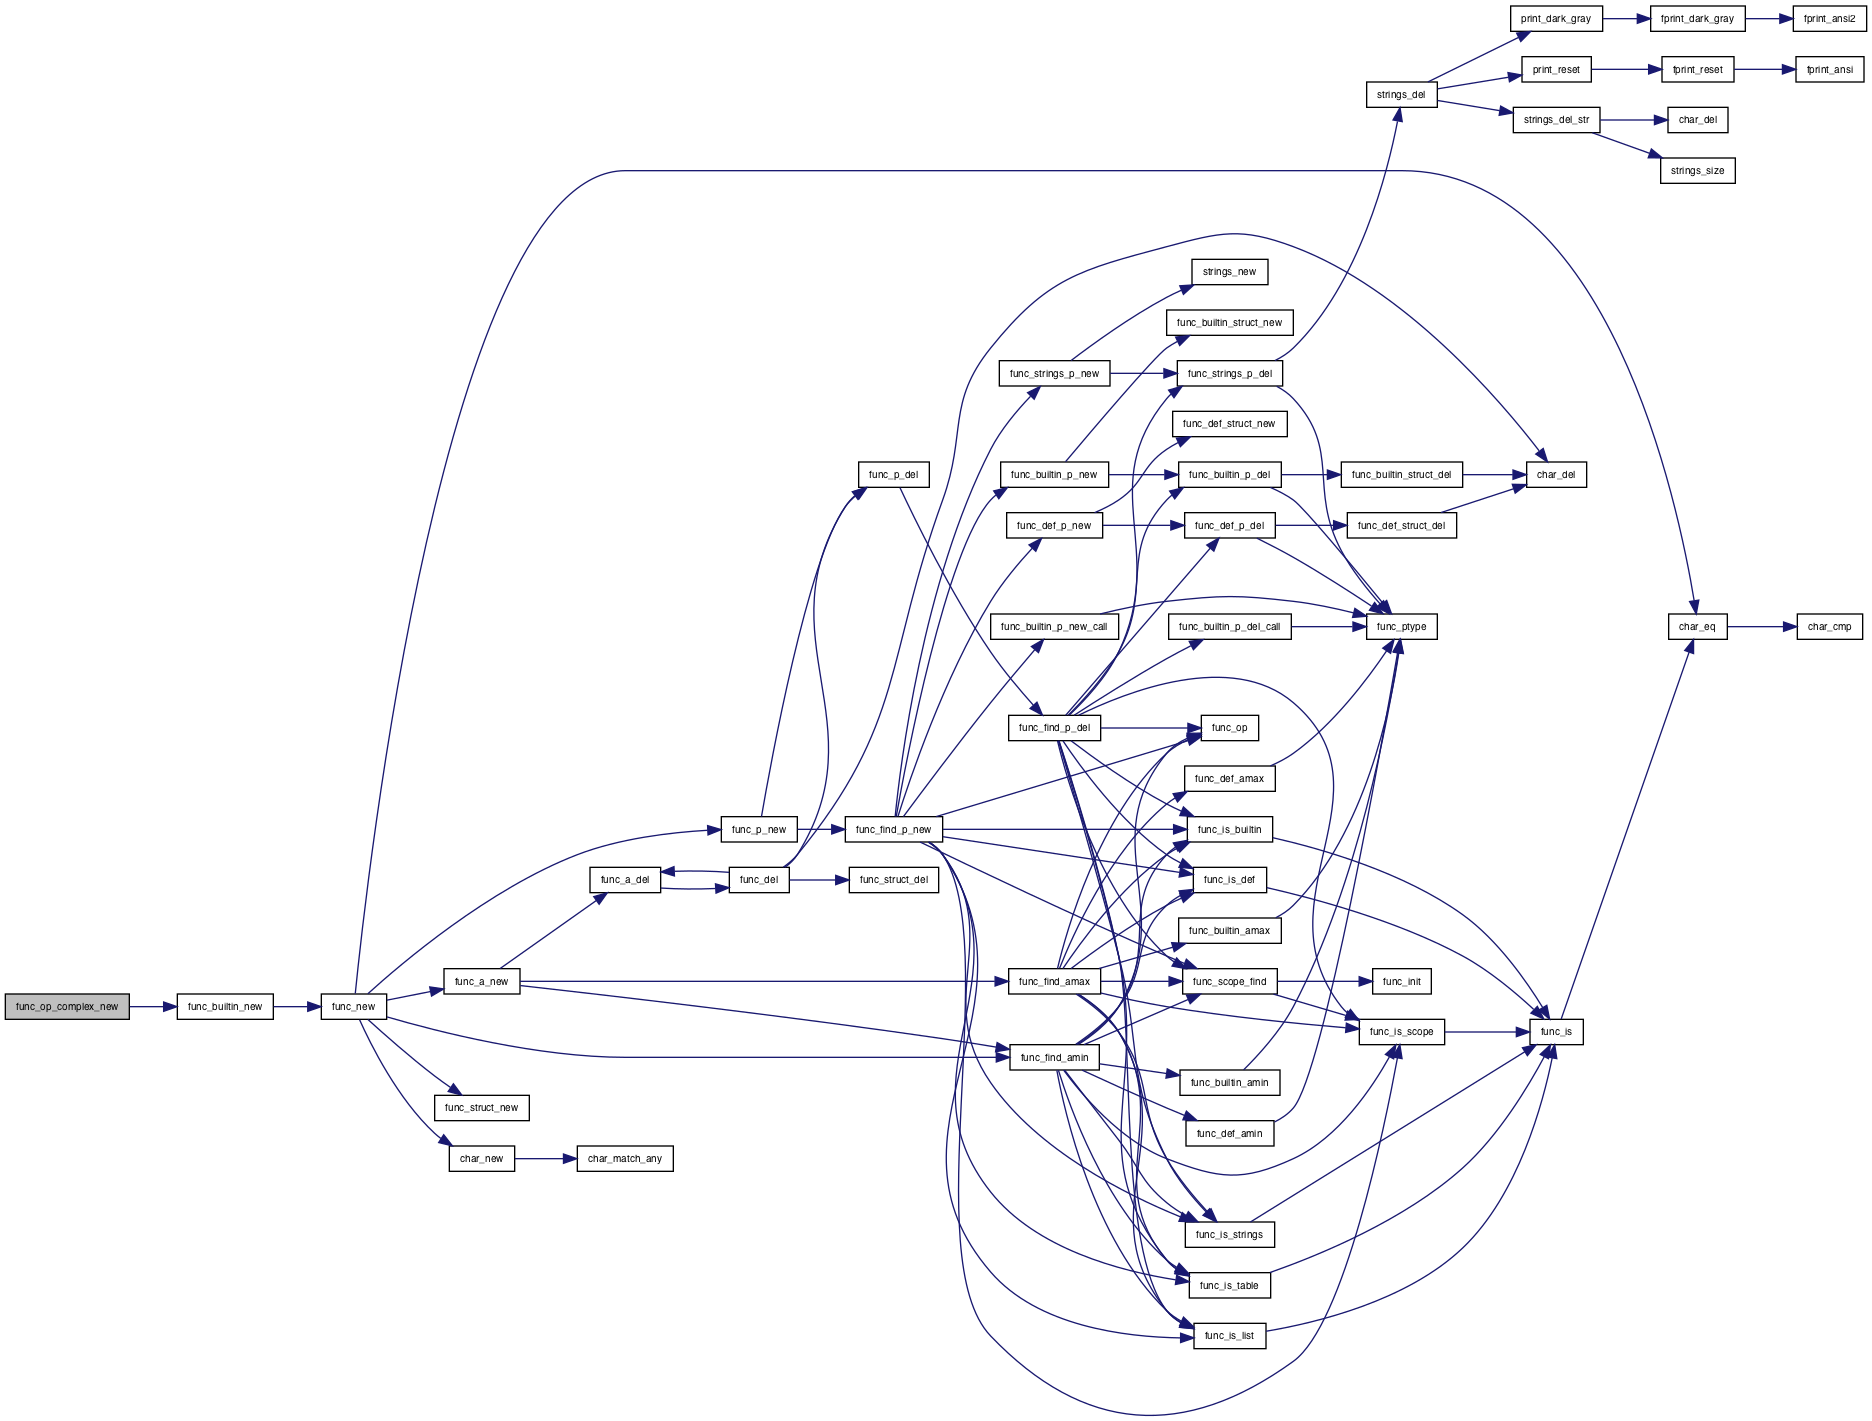 print_dark_gray
fprint_dark_gray
fprint_ansi2
print_reset
fprint_reset
fprint_ansi
strings_del
strings_del_str
char_del
strings_size
strings_new
func_builtin_struct_new
func_strings_p_new
func_strings_p_del
func_def_struct_new
func_p_del
func_builtin_p_new
func_builtin_p_del
func_builtin_struct_del
char_del
func_def_p_new
func_def_p_del
func_def_struct_del
func_builtin_p_new_call
func_builtin_p_del_call
func_ptype
char_eq
char_cmp
func_find_p_del
func_op
func_def_amax
func_p_new
func_find_p_new
func_is_builtin
func_a_del
func_del
func_struct_del
func_is_def
func_builtin_amax
func_a_new
func_find_amax
func_scope_find
func_init
func_op_complex_new
func_builtin_new
func_new
func_is_scope
func_is
func_find_amin
func_builtin_amin
func_struct_new
func_def_amin
char_new
char_match_any
func_is_strings
func_is_table
func_is_list